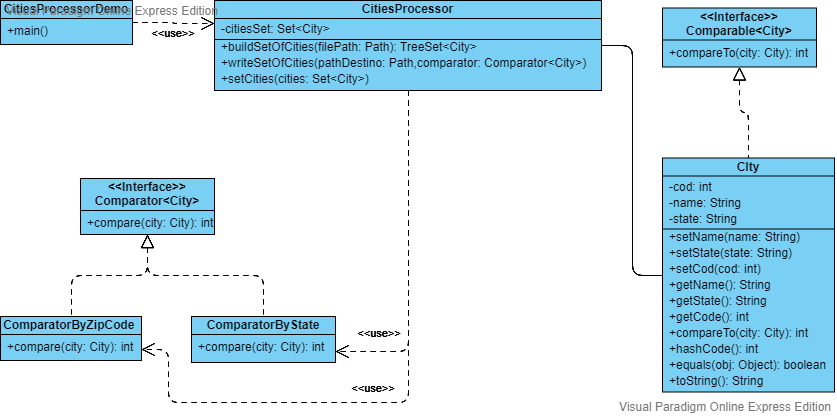 CitiesProcessorDemo
Visual Paradigm Online Express Edition
+main()
<<use>>
CitiesProcessor
-citiesSet: Set<City>
+buildSetOfCities(filePath: Path): TreeSet<City>
+writeSetOfCities(pathDestino: Path,comparator: Comparator<City>)
+setCities(cities: Set<City>)
<<Interface>>
Comparable<City>
+compareTo(city: City): int
<<Interface>>
Comparator<City>
+compare(city: City): int
CIty
-cod: int
-name: String
-state: String
+setName(name: String)
+setState(state: String)
+setCod(cod: int)
+getName(): String
+getState(): String
+getCode(): int
+compareTo(city: City): int
+hashCode(): int
+equals(obj: Object): boolean
+toString(): String
ComparatorByZipCode
+compare(city: City): int
ComparatorByState
+compare(city: City): int
<<use>>
<<use>>
Visual Paradigm Online Express Edition